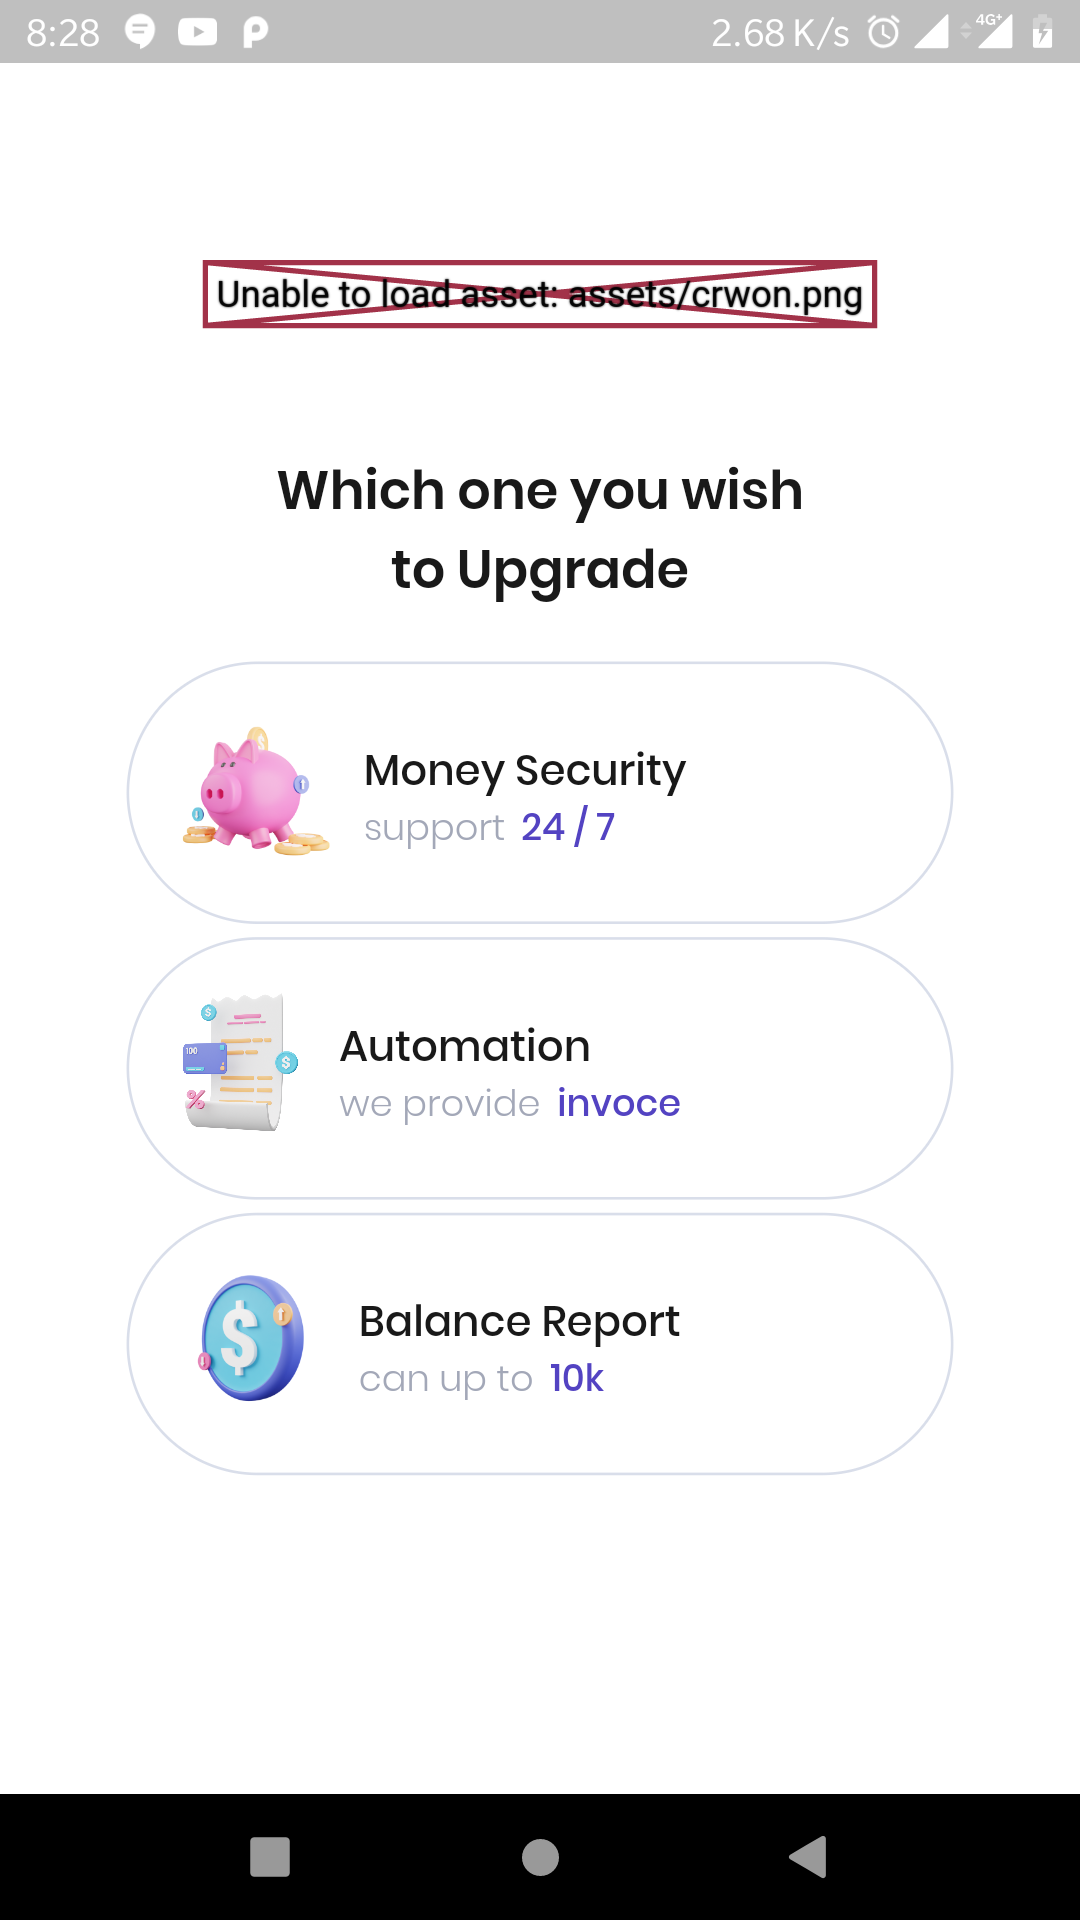 8:28 2.68 K/s 4G+
Unable to load asset: assets/crwon.png
Which one you wish
to Upgrade
Money Security
support 24 / 7
Automation
we provide invoce
100
Balance Report
can up to 10k